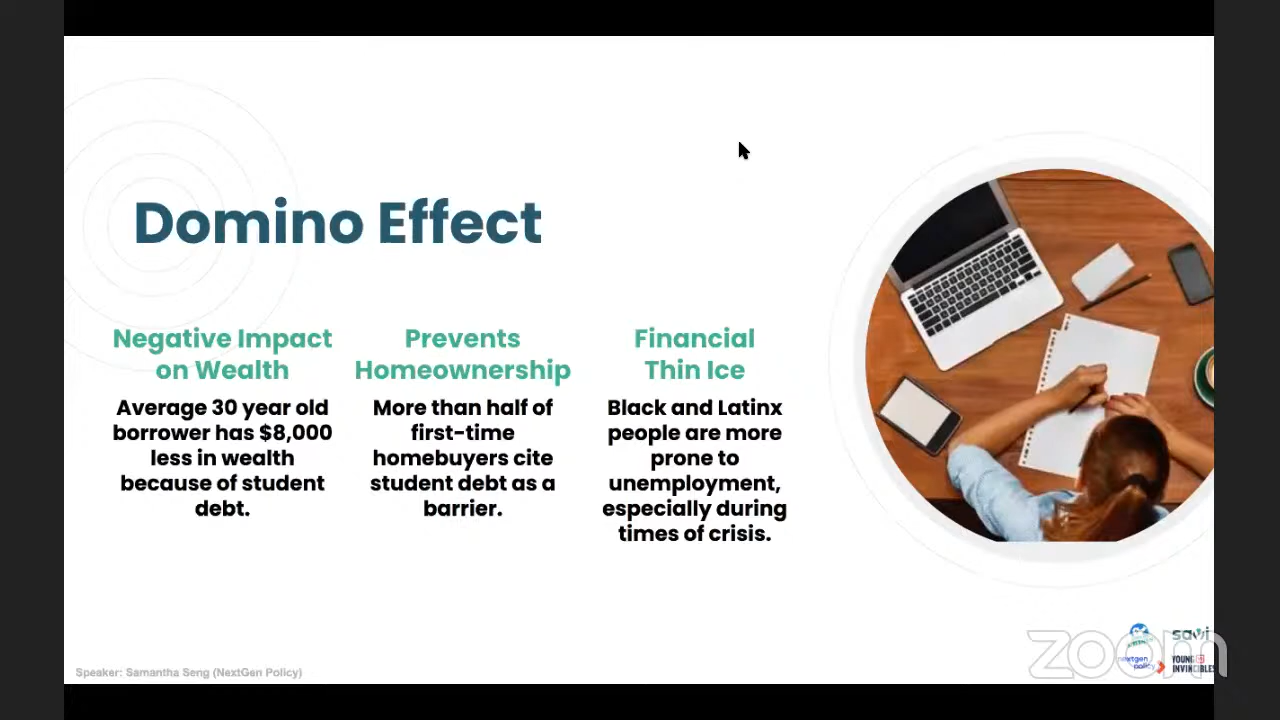 Domino Effect
Negative Impact
on Wealth
Average 30 year old
borrower has $8,000
less in wealth
because of student
debt.
Prevents
Homeownership
More than half of
first-time
homebuyers cite
student debt as a
barrier.
Financial
Thin Ice
Black and Latinx
people are more
prone to
unemployment,
especially during
times of crisis.
Speaker: Samantha Seng (NextGen Policy)
savi
nextgen
policy
YOUNG
INVINCIBLES
zoom